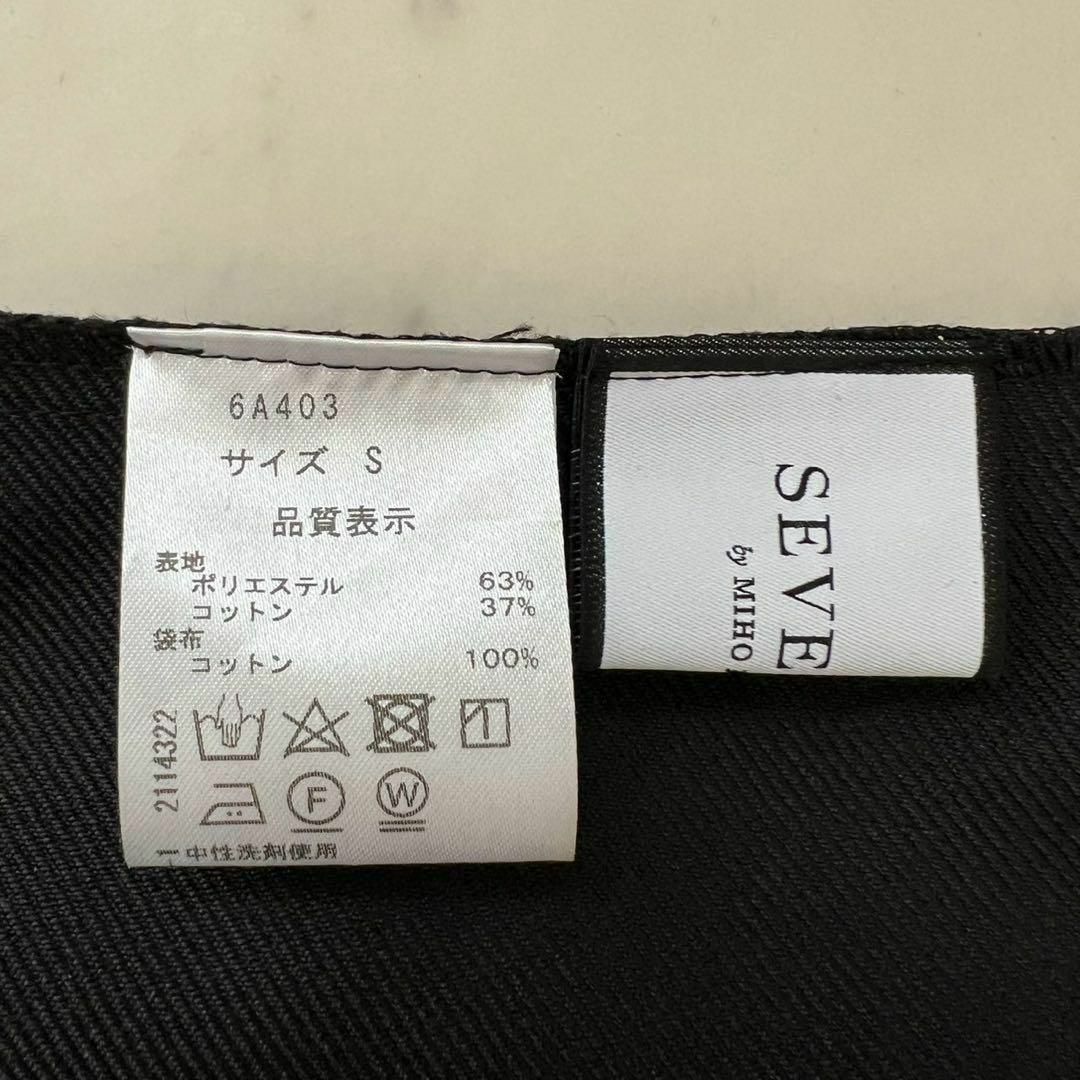 6A403
サイズ S
品質表示
表地
ポリエステル 63%
コットン 37%
袋布
コットン 100%
2114322
F
W
中性洗剤使用
SEVE
by MIHO